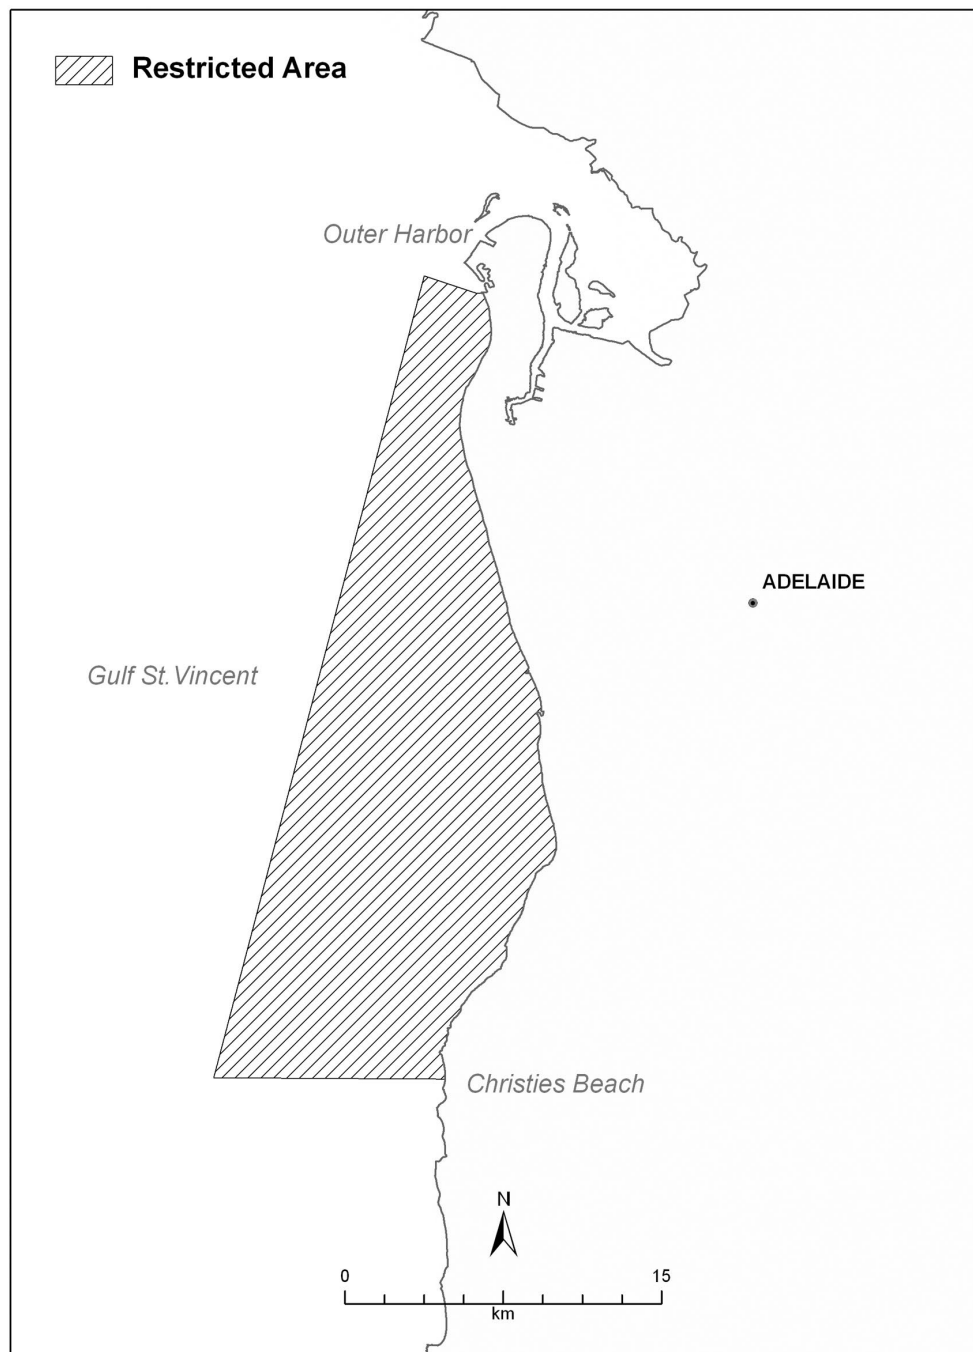 Restricted Area
Outer Harbor
ADELAIDE
Gulf St. Vincent
Christies Beach
N
0 15
km